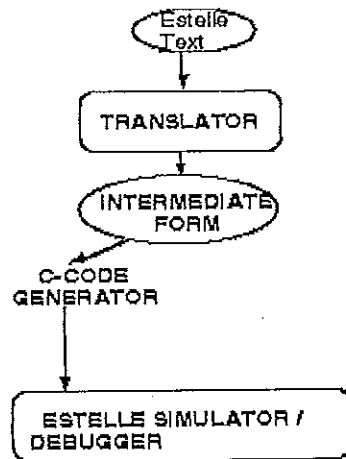 Estelle
Text
TRANSLATOR
INTERMEDIATE
FORM
C-CODE
GENERATOR
ESTELLE SIMULATOR /
DEBUGGER